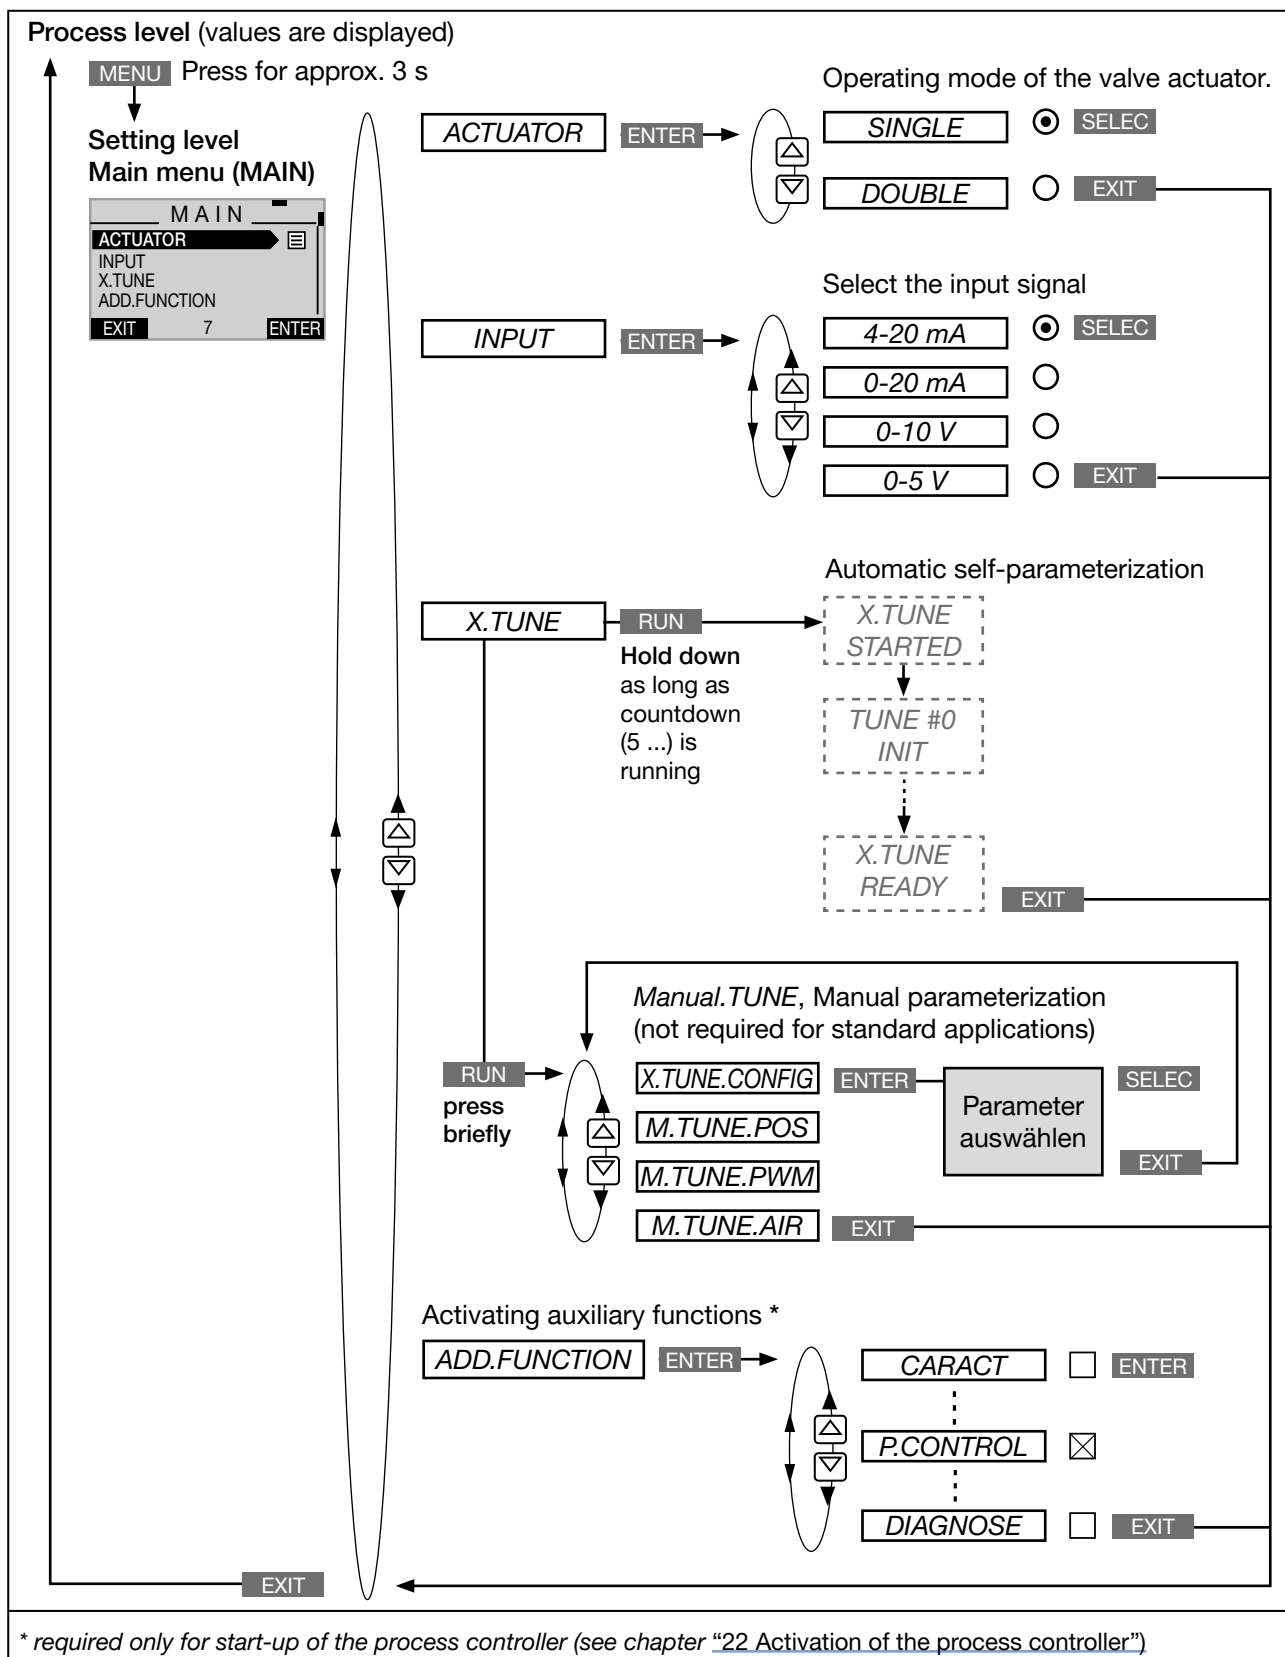 Process level (values are displayed)
MENU Press for approx. 3 s
Setting level
Main menu (MAIN)
MAIN
ACTUATOR
INPUT
X.TUNE
ADD.FUNCTION
EXIT 7 ENTER
Operating mode of the valve actuator.
ACTUATOR ENTER SINGLE SELEC
DOUBLE EXIT
Select the input signal
INPUT ENTER 4-20 mA SELEC
0-20 mA
0-10 V
0-5 V EXIT
Automatic self-parameterization
X.TUNE RUN
Hold down
as long as
countdown
(5 ...) is
running
X.TUNE
STARTED
TUNE #0
INIT
X.TUNE
READY
EXIT
Manual.TUNE, Manual parameterization
(not required for standard applications)
RUN
press
briefly
X.TUNE.CONFIG ENTER
Parameter
auswählen
SELEC
EXIT
M.TUNE.POS
M.TUNE.PWM
M.TUNE.AIR EXIT
Activating auxiliary functions *
ADD.FUNCTION ENTER CARACT ENTER
P.CONTROL
DIAGNOSE EXIT
EXIT
* required only for start-up of the process controller (see chapter “22 Activation of the process controller”)